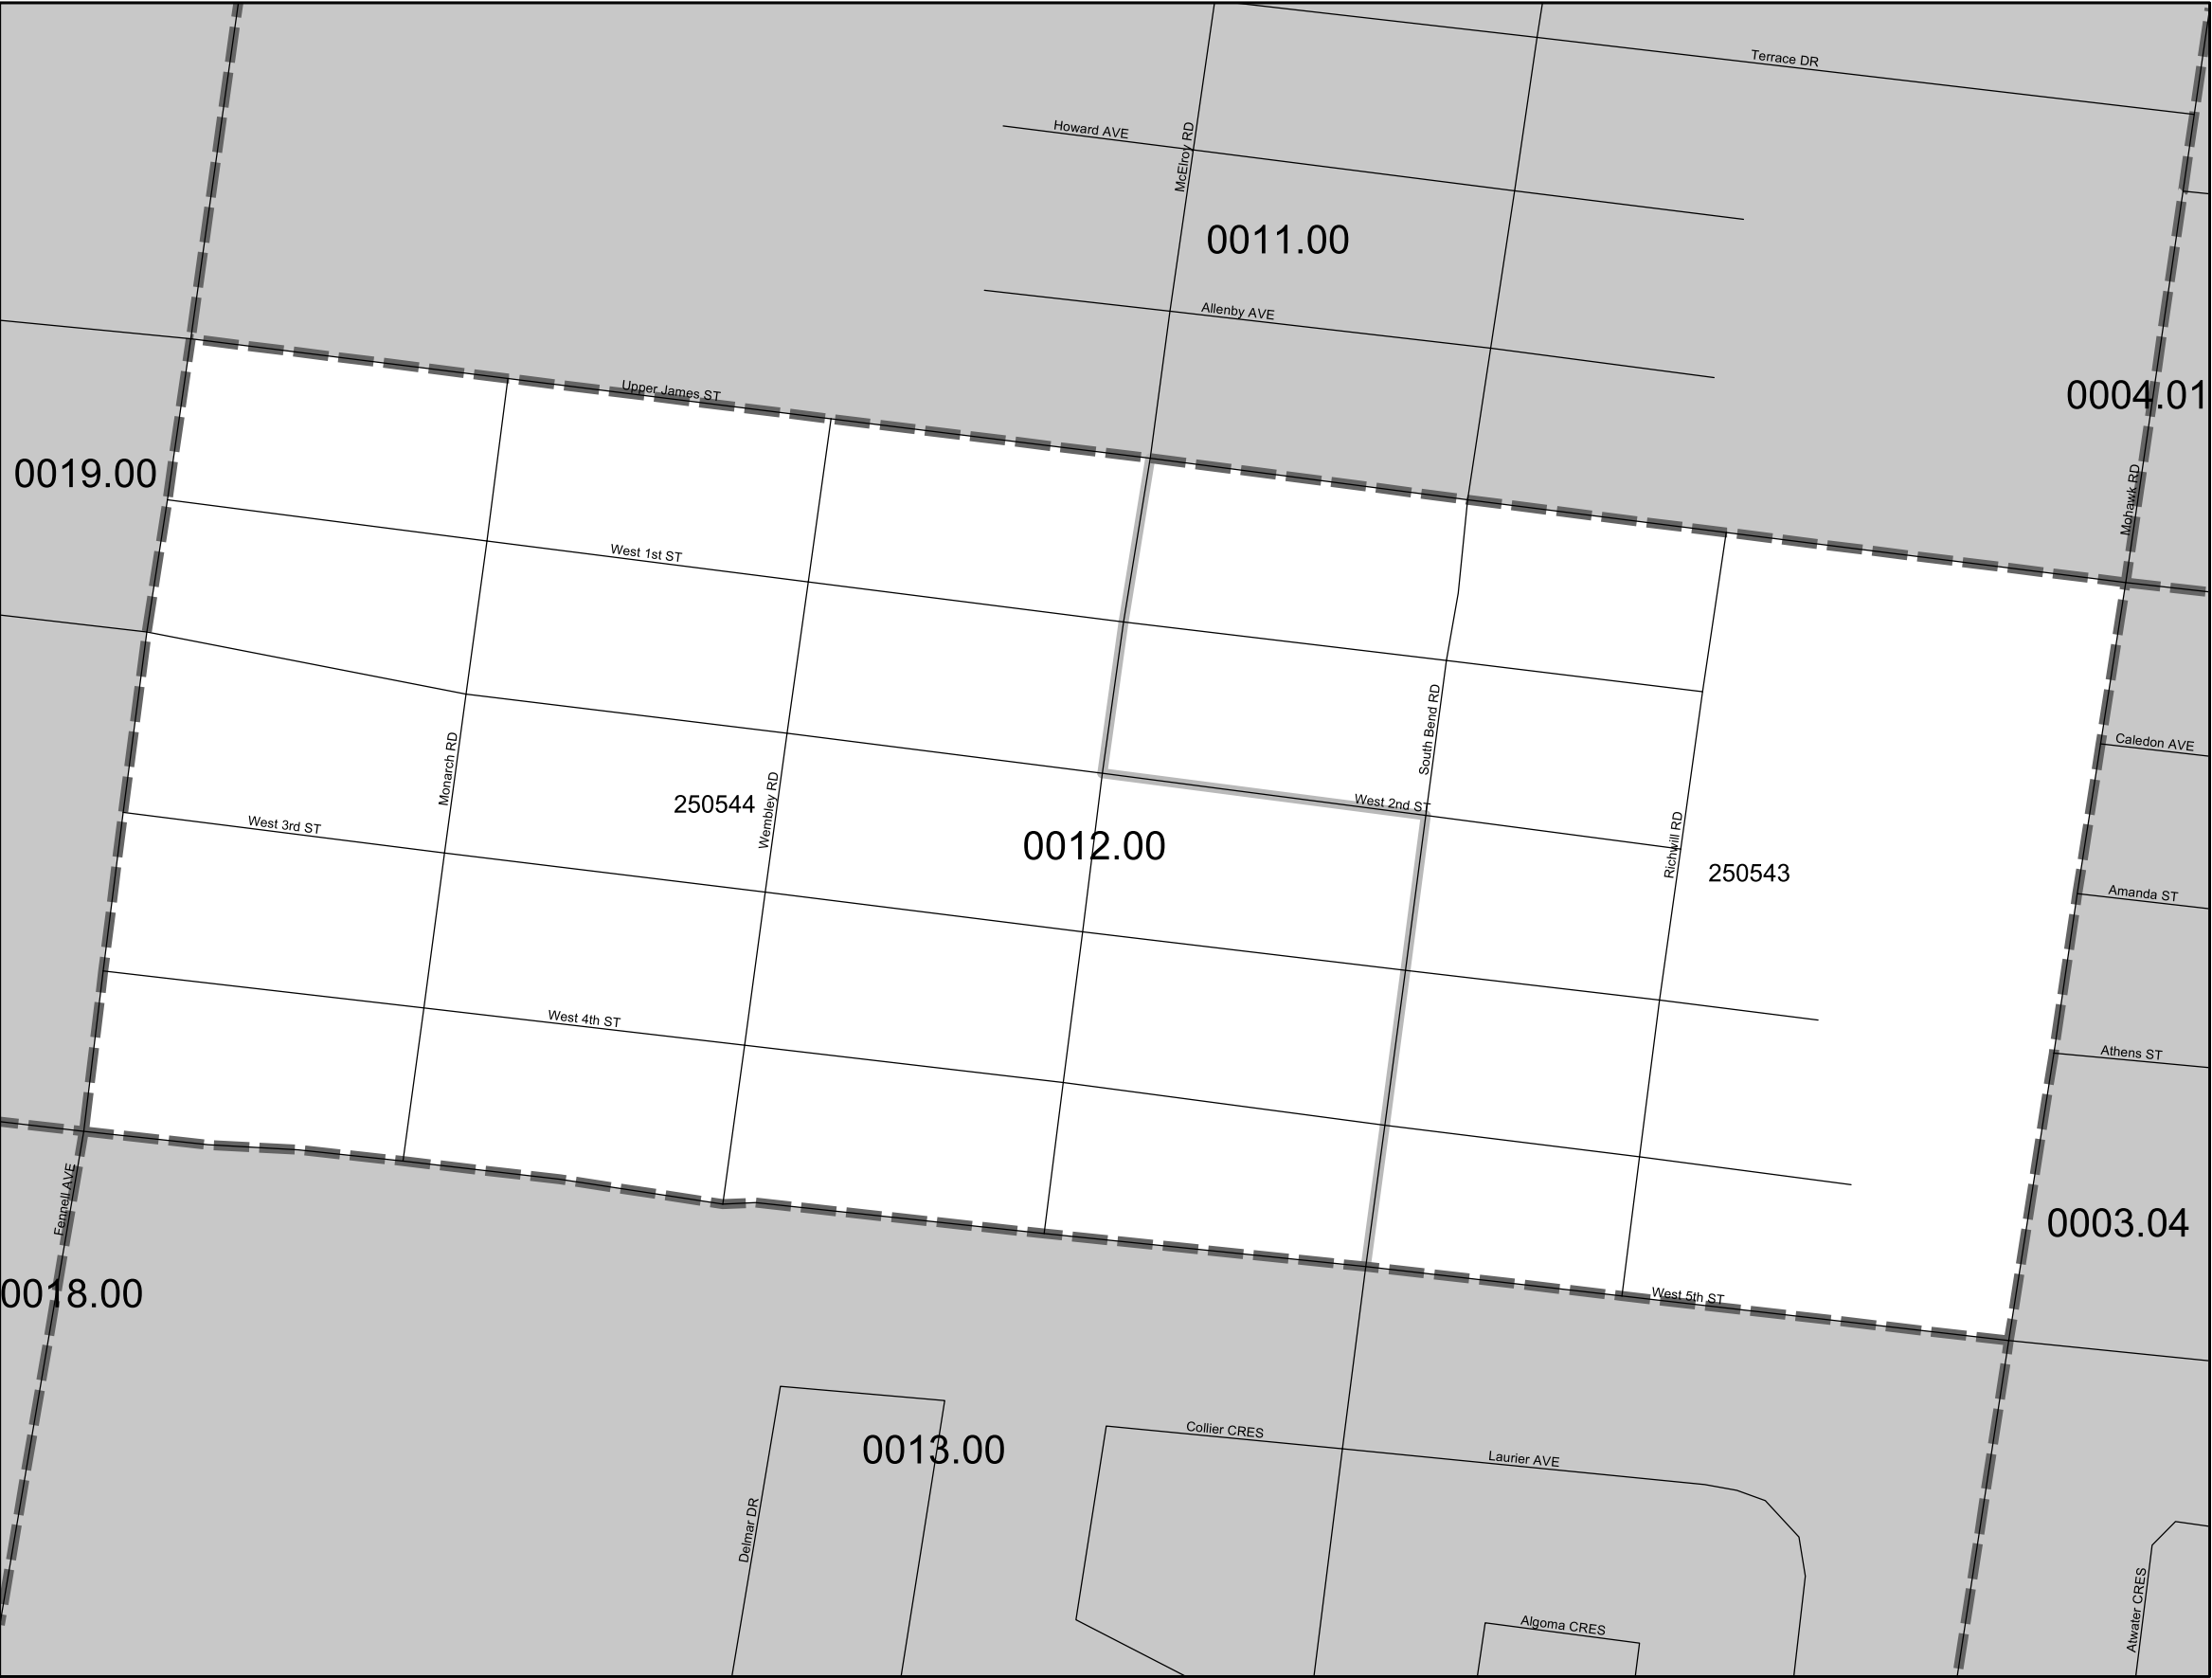 Terrace DR
Howard AVE
McElroy RD
0011.00
Allenby AVE
Upper James ST
0004.01
0019.00
Mohawk RD
West 1st ST
South Bend RD
Caledon AVE
Monarch RD
Wembley RD
250544
West 2nd ST
West 3rd ST
0012.00
Richwill RD
250543
Amanda ST
West 4th ST
Athens ST
Fennell AVE
0003.04
0018.00
West 5th ST
Collier CRES
0013.00
Laurier AVE
Delmar DR
Algoma CRES
Atwater CRES